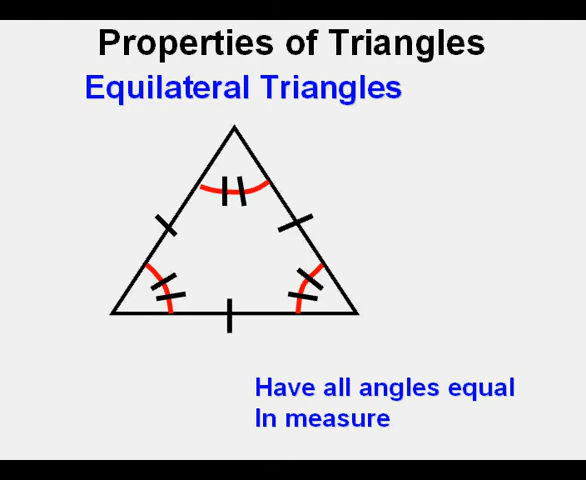 Properties of Triangles
Equilateral Triangles
Have all angles equal
In measure